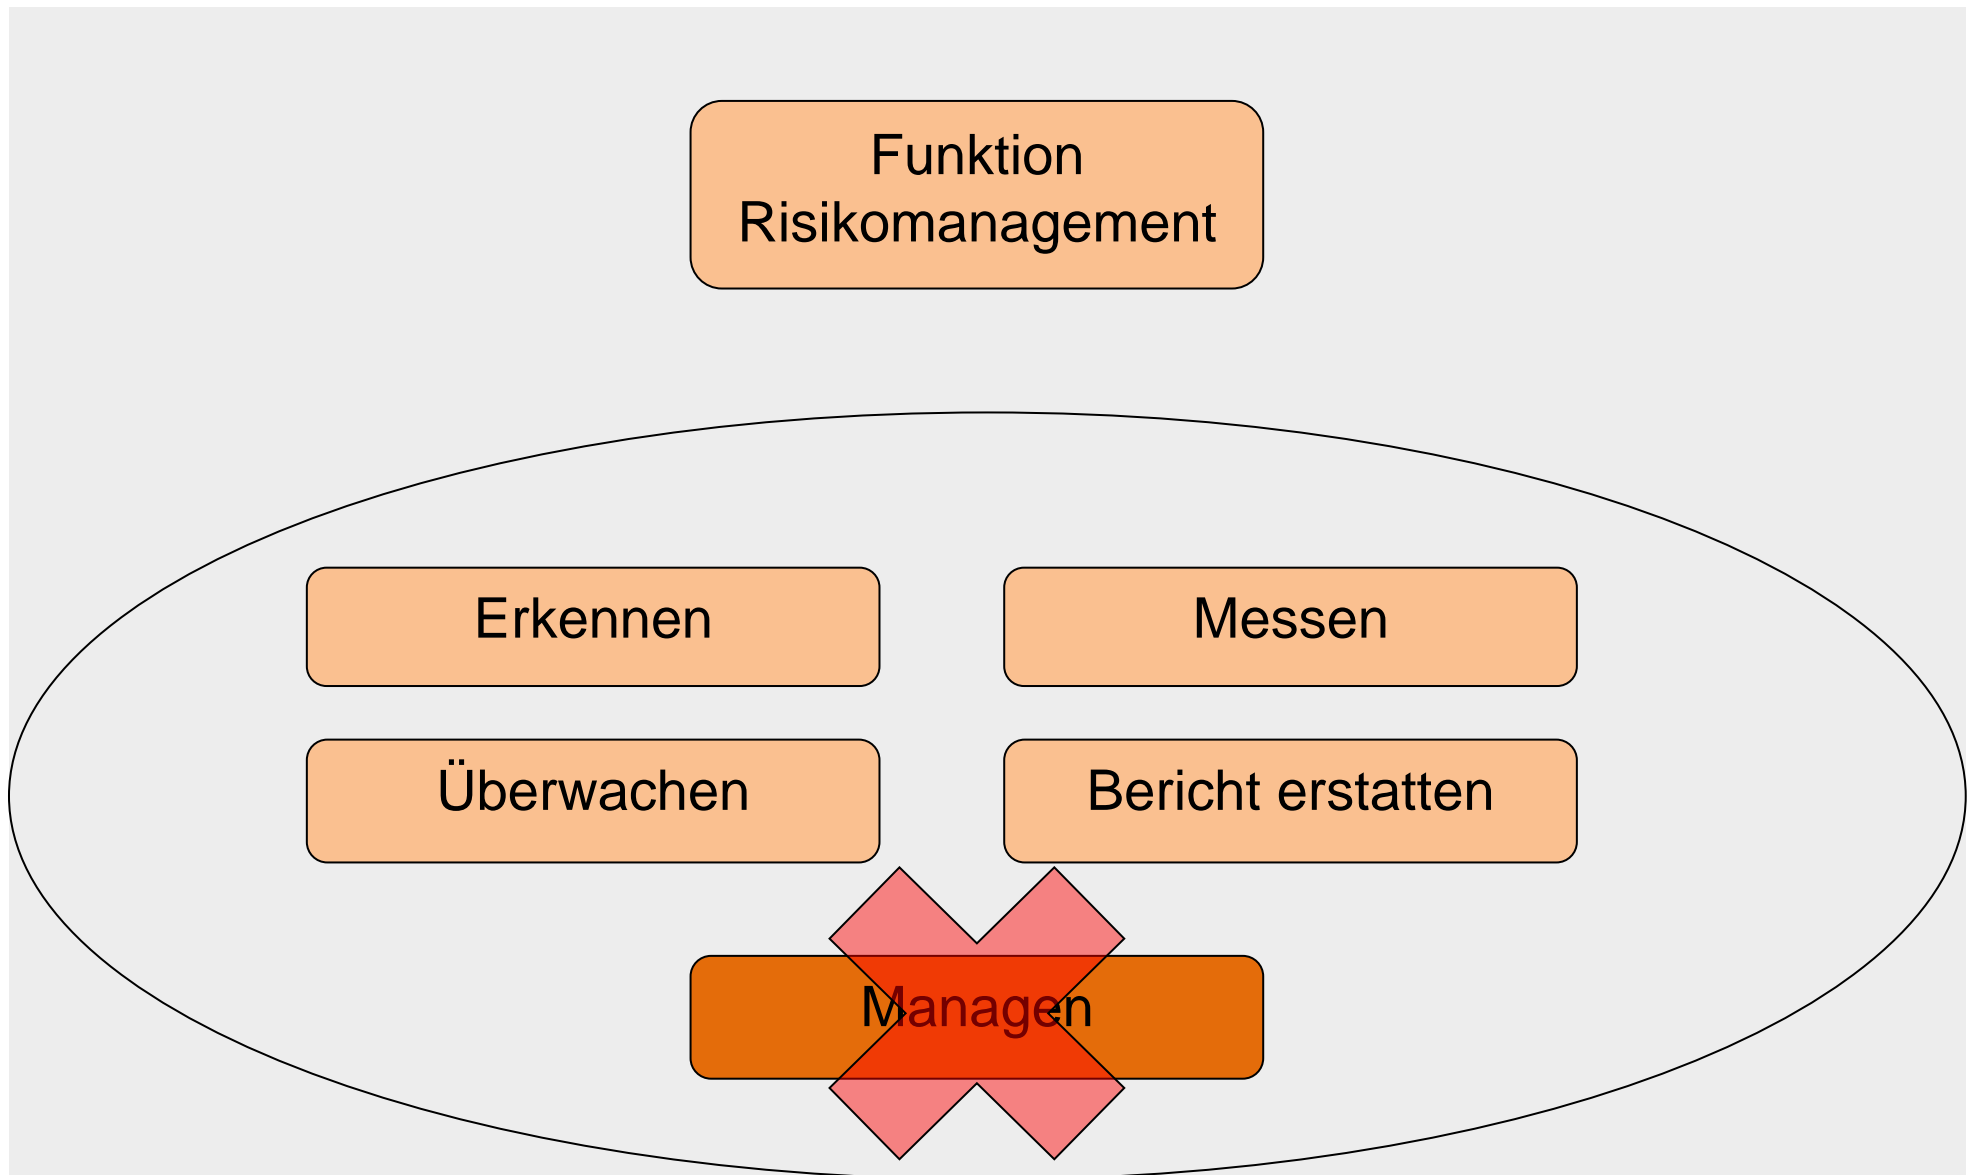 Funktion
Risikomanagement
Erkennen
Messen
Überwachen
Bericht erstatten
Managen